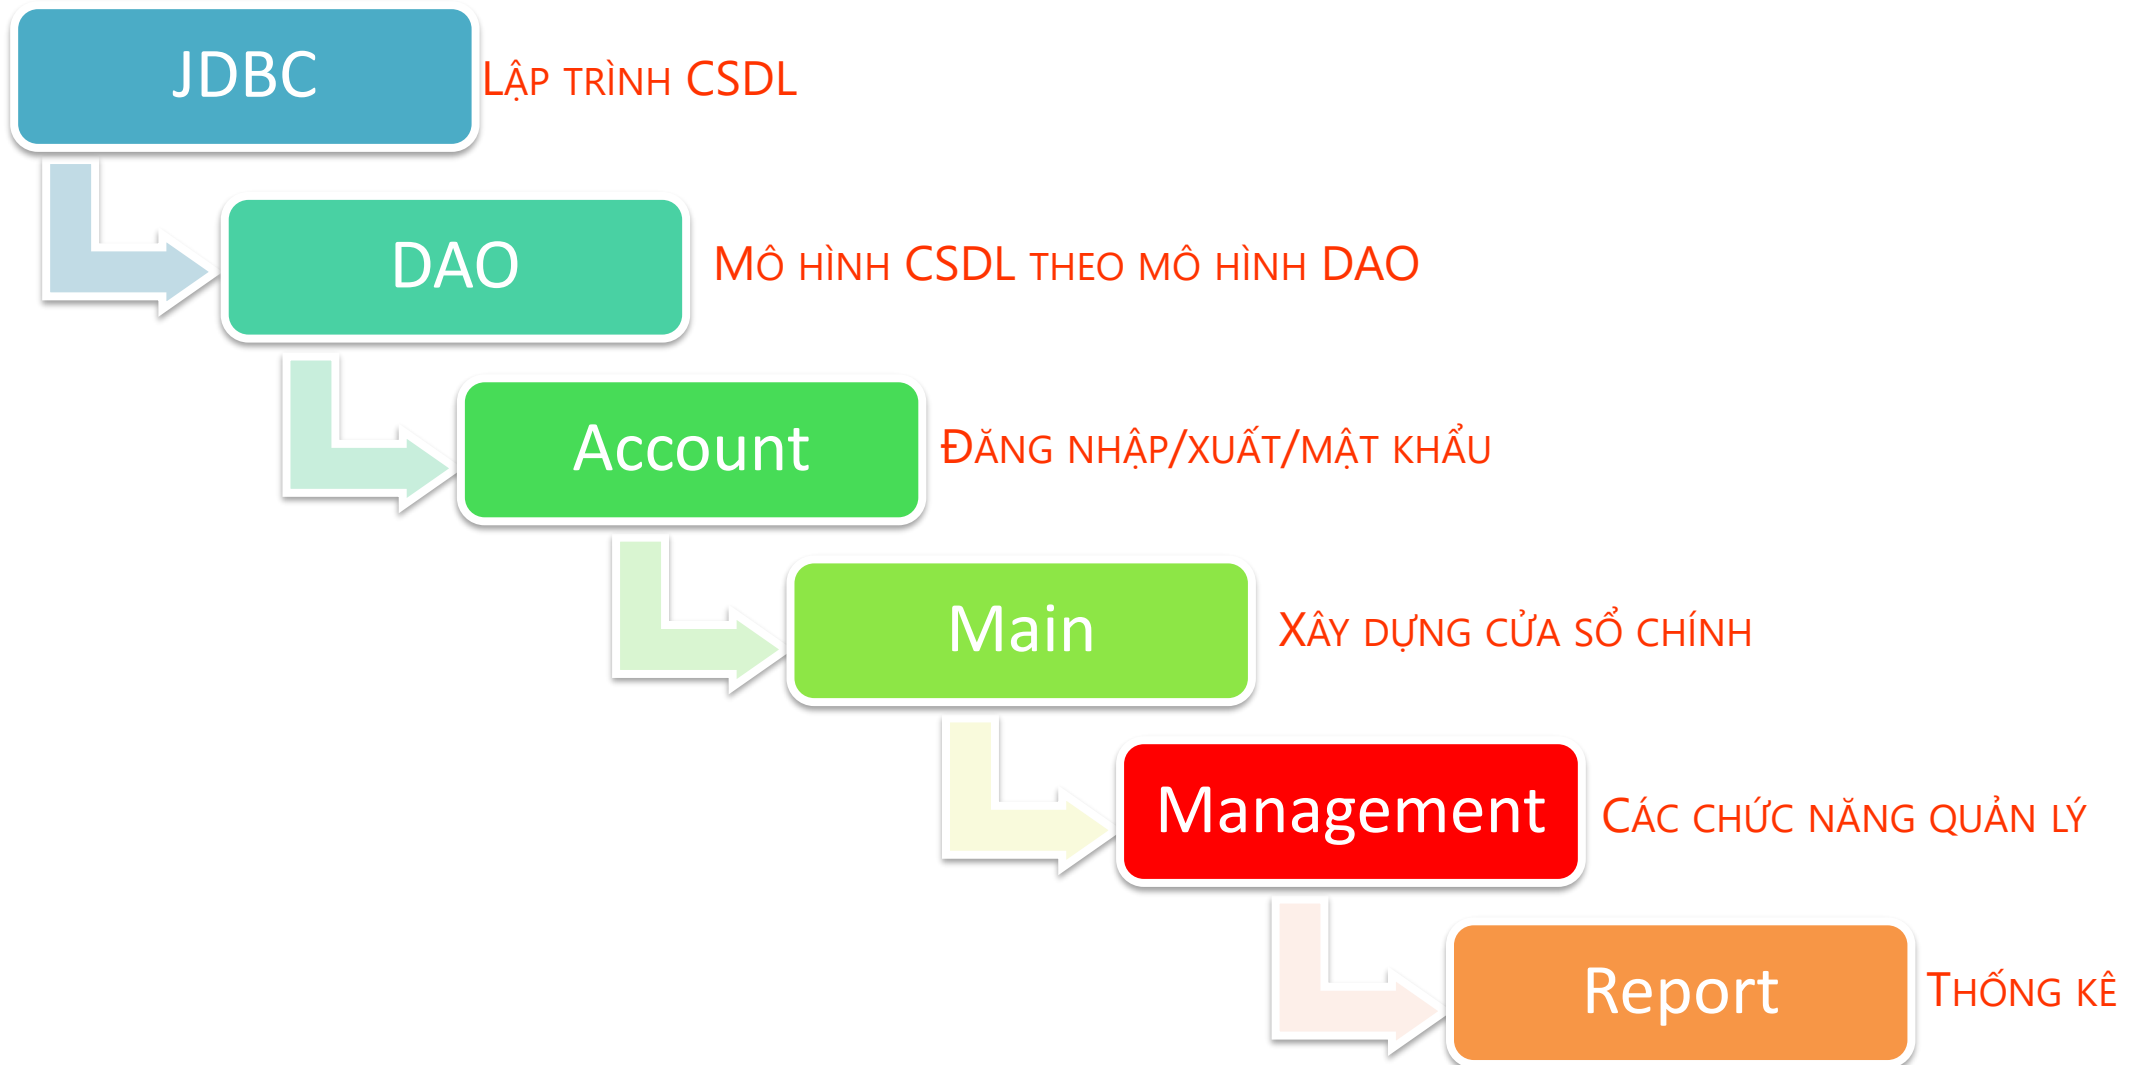 JDBC
LẬP TRÌNH CSDL
DAO
MÔ HÌNH CSDL THEO MÔ HÌNH DAO
Account
ĐĂNG NHẬP/XUẤT/MẬT KHẨU
Main
XÂY DỰNG CỬA SỔ CHÍNH
Management
CÁC CHỨC NĂNG QUẢN LÝ
Report
THỐNG KÊ